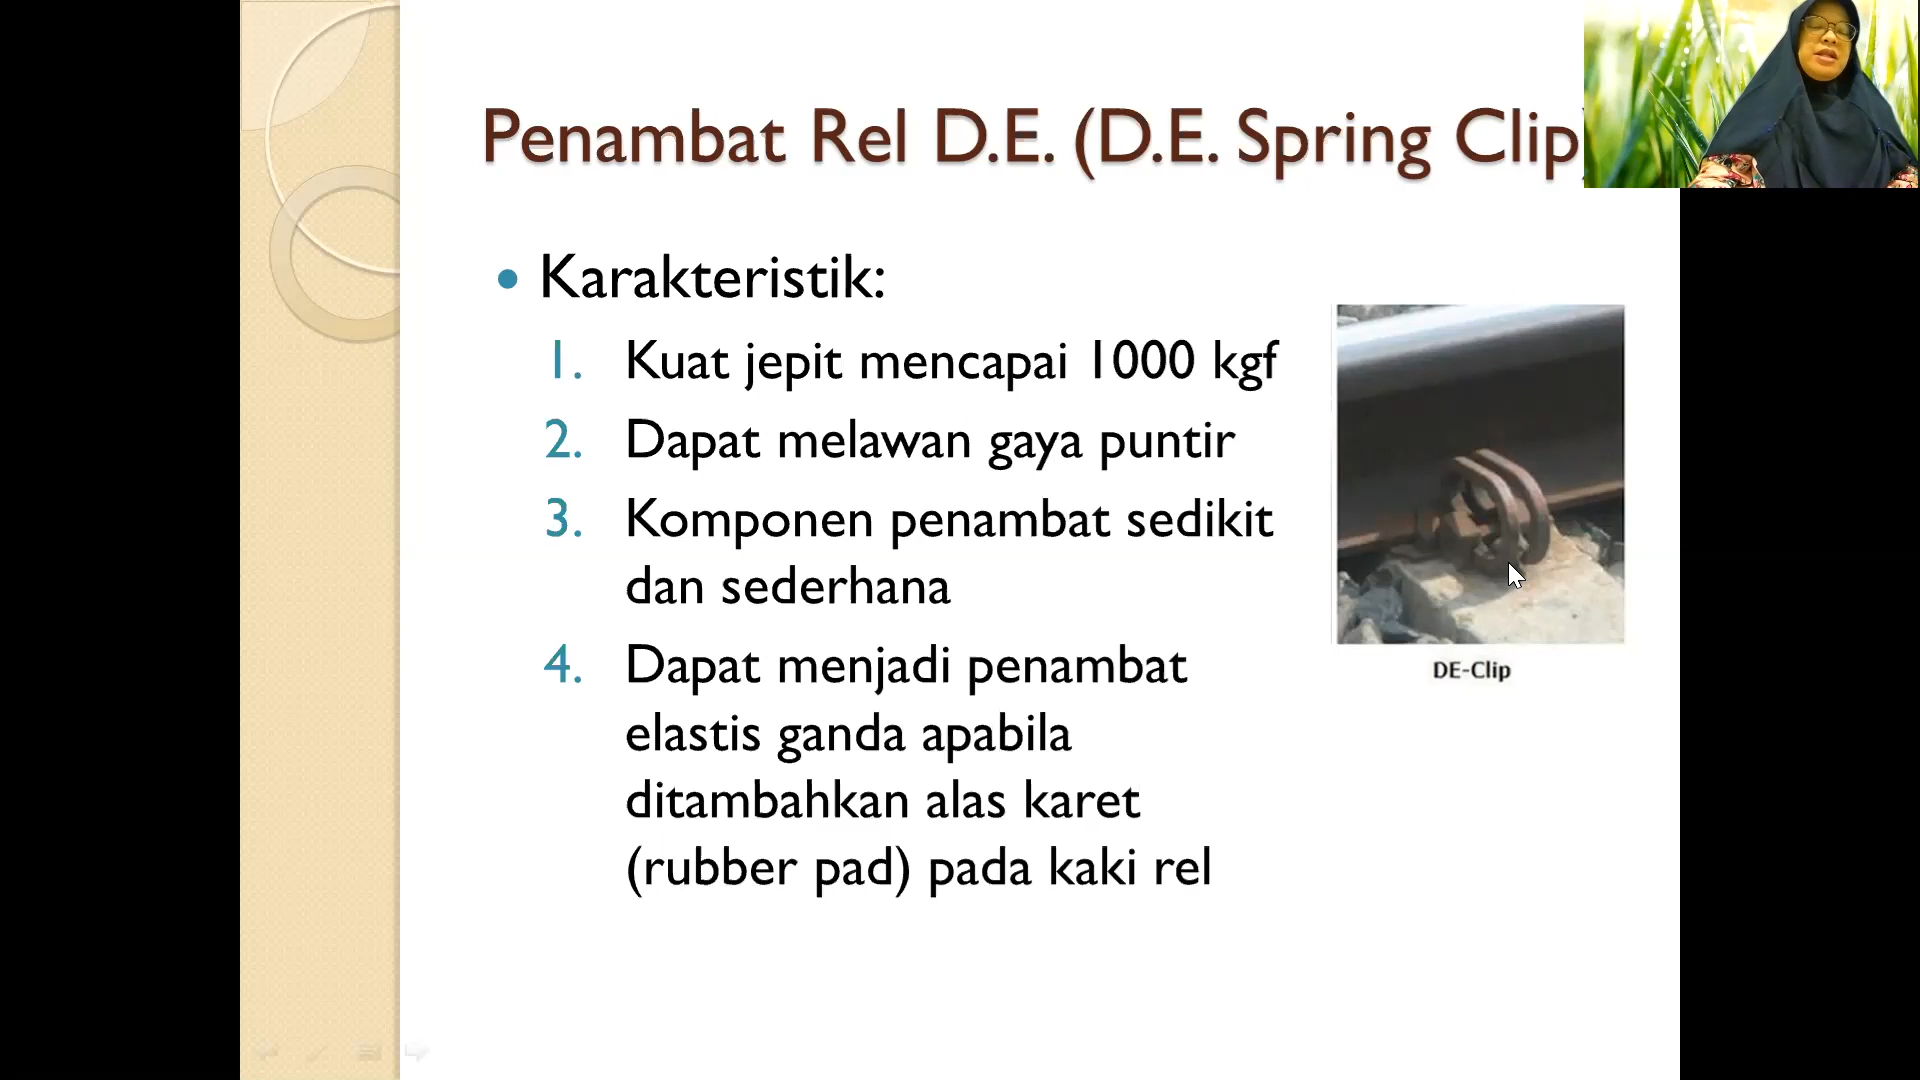 Penambat Rel D.E. (D.E. Spring Clip)
• Karakteristik:
1. Kuat jepit mencapai 1000 kgf
2. Dapat melawan gaya puntir
3. Komponen penambat sedikit
dan sederhana
4. Dapat menjadi penambat
elastis ganda apabila
ditambahkan alas karet
(rubber pad) pada kaki rel
DE-Clip